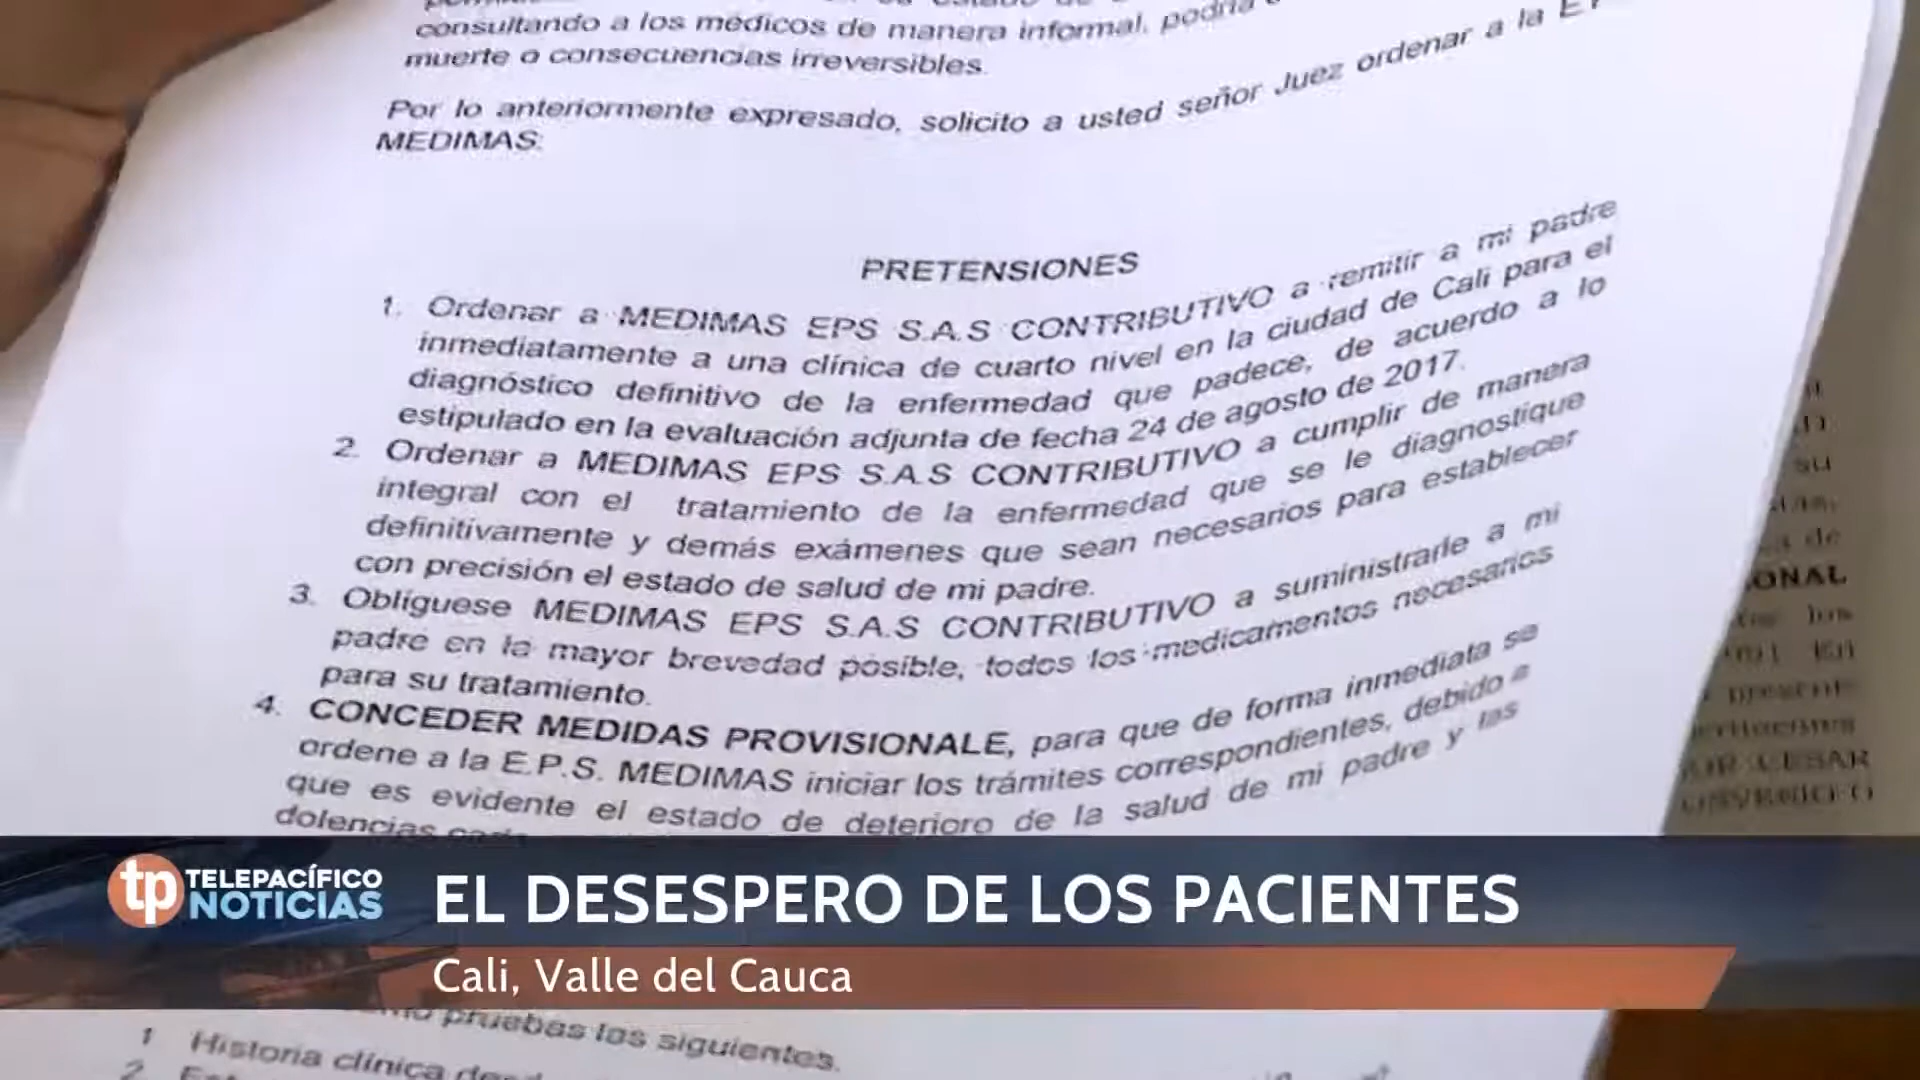 consultando a los médicos de manera informal, podría
muerte o consecuencias irreversibles.
Por lo anteriormente expresado, solicito a usted señor Juez ordenar a la
MEDIMAS:
PRETENSIONES
1. Ordenar a MEDIMAS EPS S.A.S CONTRIBUTIVO a remitir a mi padre
inmediatamente a una clínica de cuarto nivel en la ciudad de Cali para el
diagnóstico definitivo de la enfermedad que padece, de acuerdo a lo
estipulado en la evaluación adjunta de fecha 24 de agosto de 2017.
2. Ordenar a MEDIMAS EPS S.A.S CONTRIBUTIVO a cumplir de manera
integral con el tratamiento de la enfermedad que se le diagnostique
definitivamente y demás exámenes que sean necesarios para establecer
con precisión el estado de salud de mi padre.
3. Oblíguese MEDIMAS EPS S.A.S CONTRIBUTIVO a suministrarle a mi
padre en la mayor brevedad posible, todos los medicamentos necesarios
para su tratamiento.
4. CONCEDER MEDIDAS PROVISIONALE, para que de forma inmediata se
ordene a la E.P.S. MEDIMAS iniciar los trámites correspondientes, debido a
que es evidente el estado de deterioro de la salud de mi padre y las
dolencias
su
de
ONAL
los
CESAR
tp TELEPACÍFICO
NOTICIAS
EL DESESPERO DE LOS PACIENTES
Cali, Valle del Cauca
pruebas los siguientes.
1 Historia clínica
2